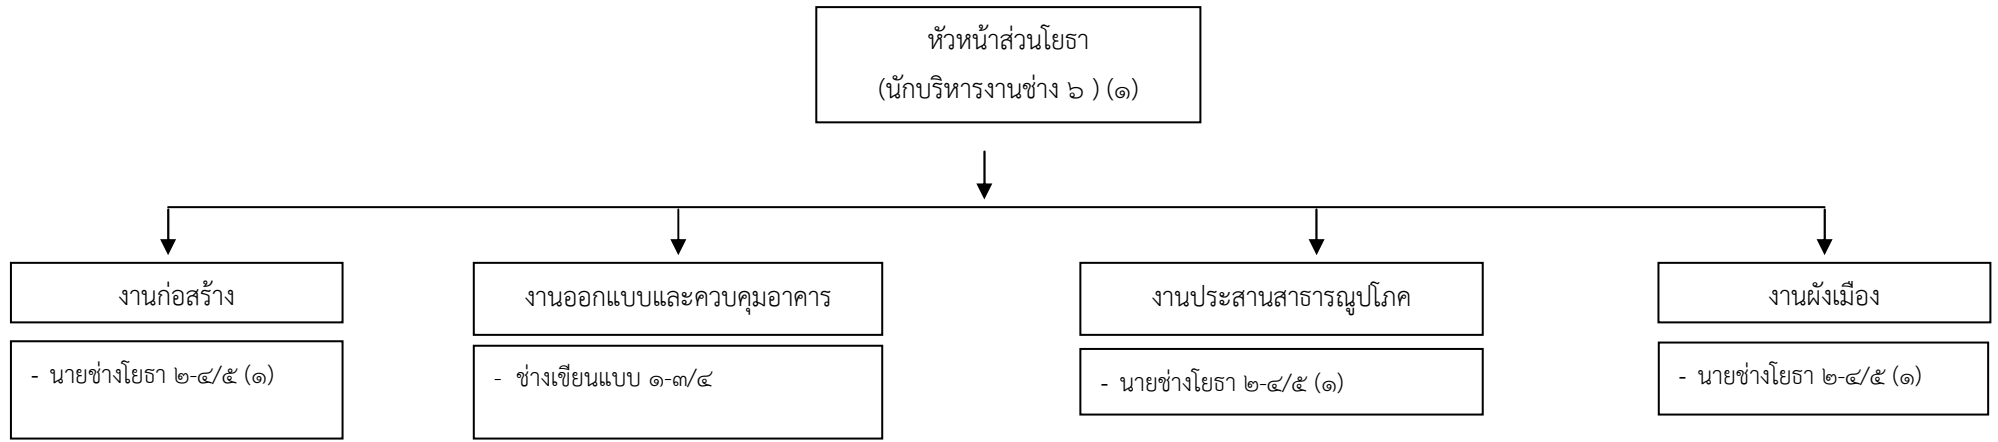 หัวหน้าส่วนโยธา
(นักบริหารงานช่าง ๖ ) (๑)
งานก่อสร้าง
- นายช่างโยธา ๒-๔/๕ (๑)
งานออกแบบและควบคุมอาคาร
- ช่างเขียนแบบ ๑-๓/๔
งานประสานสาธารณูปโภค
- นายช่างโยธา ๒-๔/๕ (๑)
งานผังเมือง
- นายช่างโยธา ๒-๔/๕ (๑)